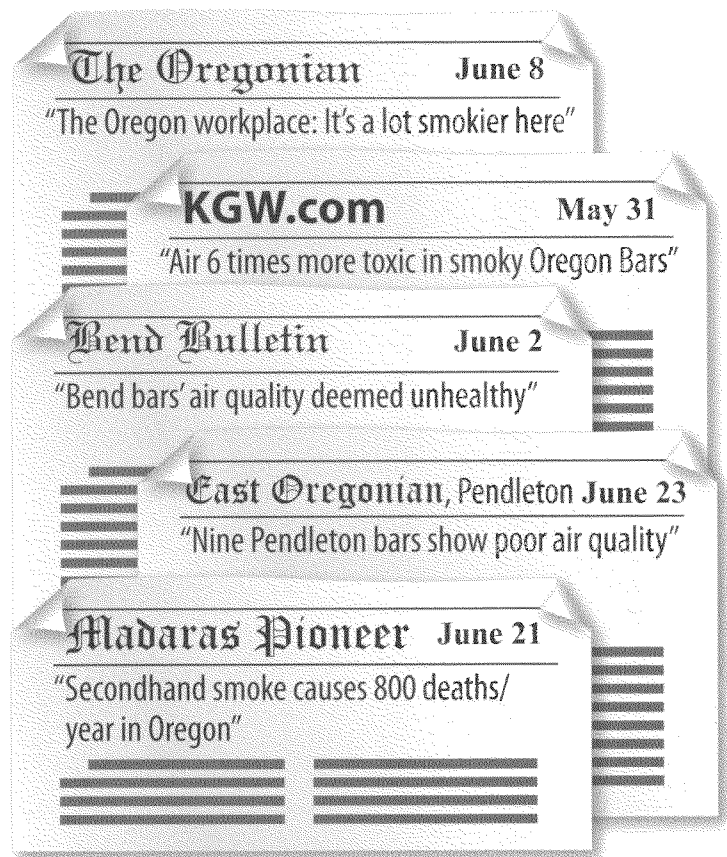 The Oregonian June 8
“The Oregon workplace: It’s a lot smokier here”
KGW.com May 31
“Air 6 times more toxic in smoky Oregon Bars”
Bend Bulletin June 2
“Bend bars’ air quality deemed unhealthy”
East Oregonian, Pendleton June 23
“Nine Pendleton bars show poor air quality”
Madaras Pioneer June 21
“Secondhand smoke causes 800 deaths/
year in Oregon”